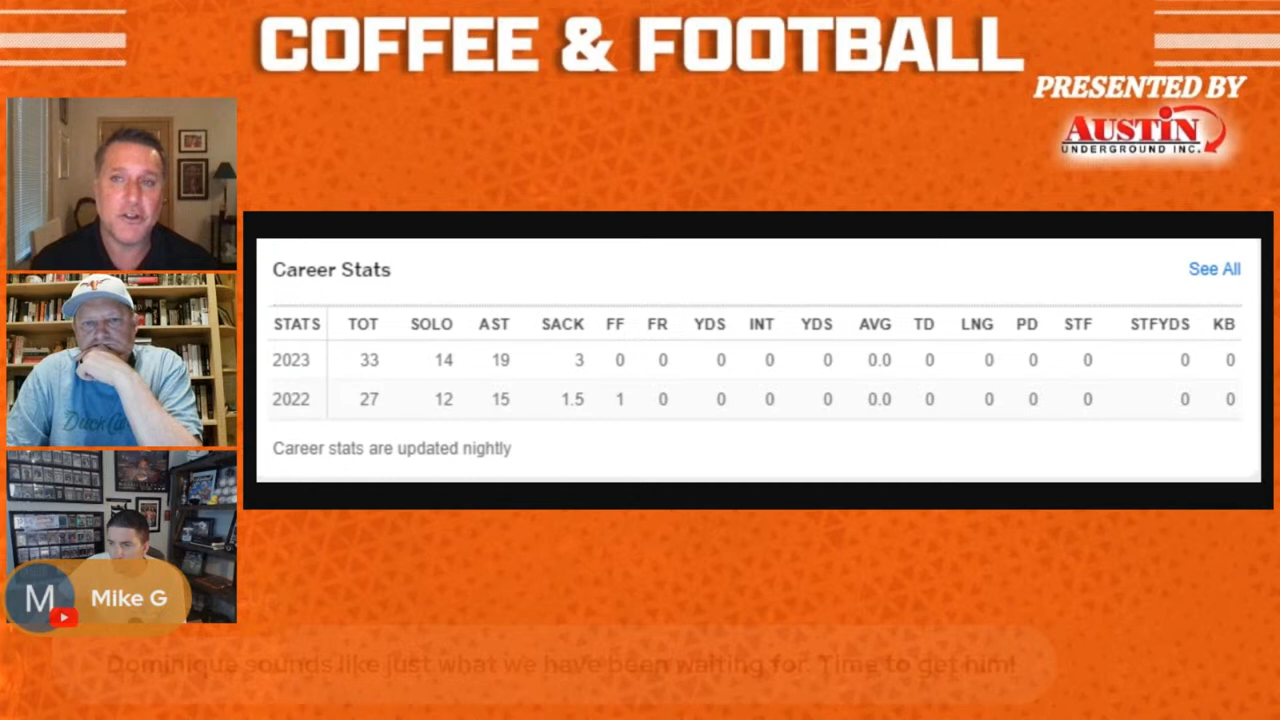 COFFEE & FOOTBALL
PRESENTED BY
AUSTIN
UNDERGROUND INC.
Career Stats See All
STATS TOT SOLO AST SACK FF FR YDS INT YDS AVG TD LNG PD STF STFYDS KB
2023 33 14 19 3 0 0 0 0 0 0.0 0 0 0 0 0 0
2022 27 12 15 1.5 1 0 0 0 0 0.0 0 0 0 0 0 0
Career stats are updated nightly
M Mike G
Dominique sounds like just what we have been waiting for. Time to get him!